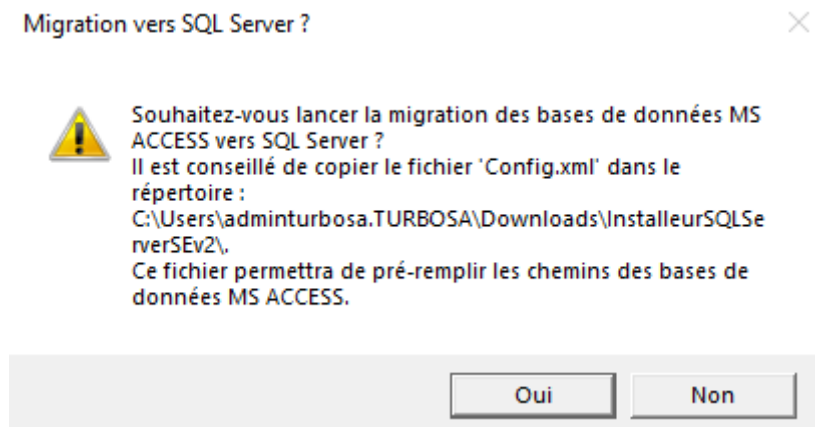 Migration vers SQL Server ?
Souhaitez-vous lancer la migration des bases de données MS
ACCESS vers SQL Server ?
Il est conseillé de copier le fichier 'Config.xml' dans le
répertoire :
C:\Users\adminturbosa.TURBOSA\Downloads\InstalleurSQLSe
rverSEv2\.
Ce fichier permettra de pré-remplir les chemins des bases de
données MS ACCESS.
Oui
Non